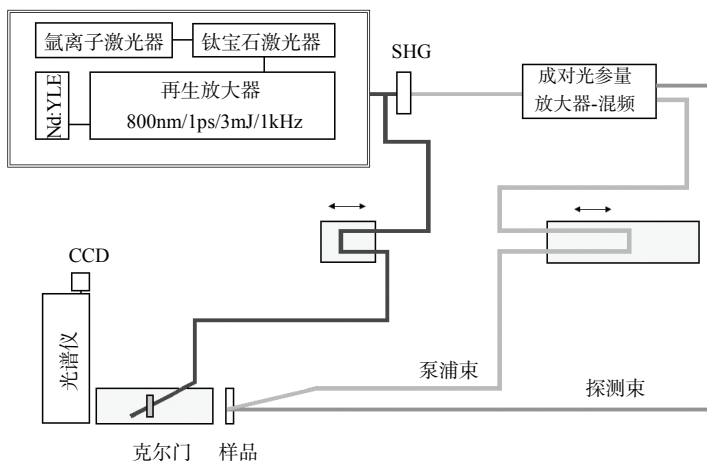 氩离子激光器
钛宝石激光器
Nd:YLE
再生放大器
800nm/1ps/3mJ/1kHz
SHG
成对光参量
放大器-混频
CCD
光谱仪
泵浦束
探测束
克尔门
样品